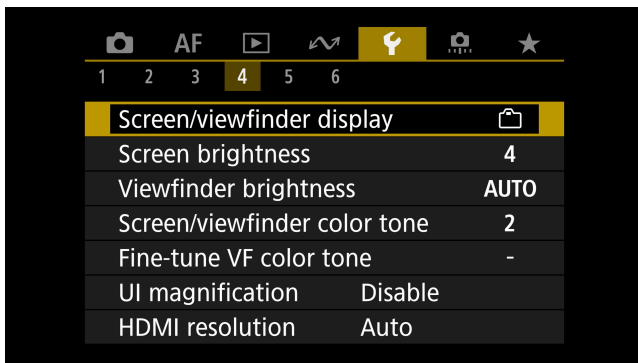 AF
1 2 3 4 5 6
Screen/viewfinder display
Screen brightness 4
Viewfinder brightness AUTO
Screen/viewfinder color tone 2
Fine-tune VF color tone -
UI magnification Disable
HDMI resolution Auto